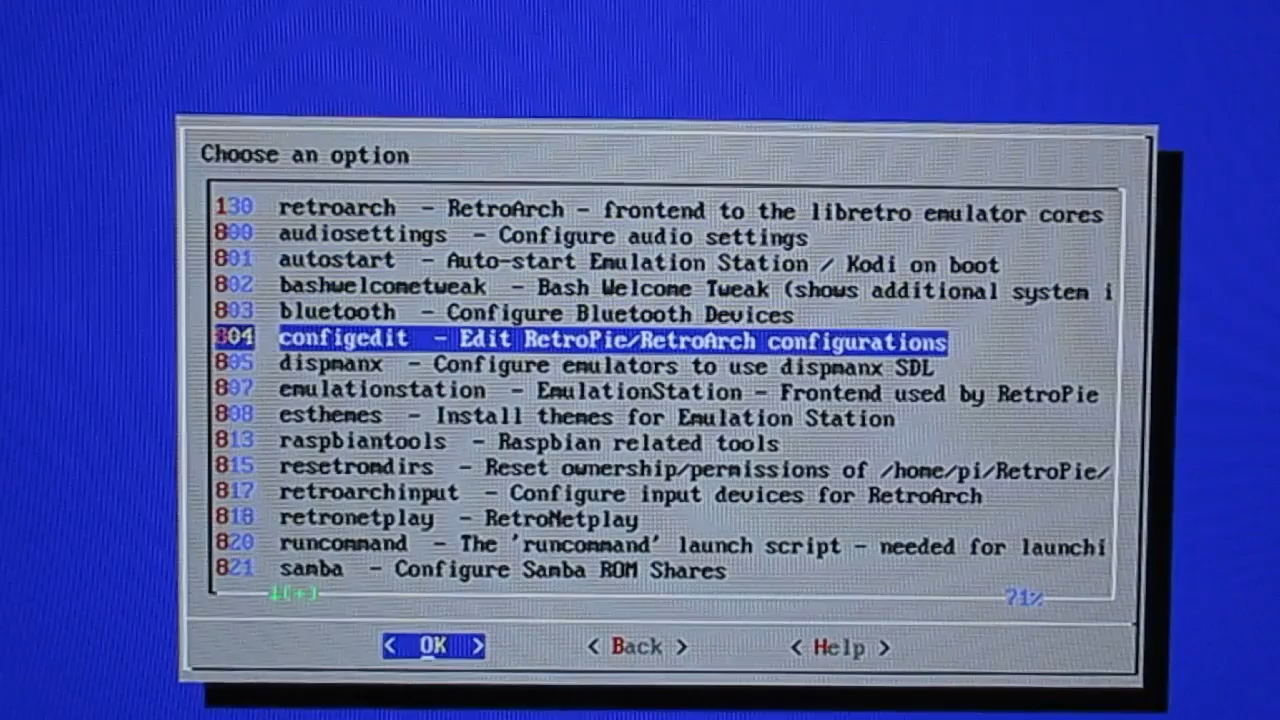 Choose an option
130 retroarch - RetroArch - frontend to the libretro emulator cores
800 audiosettings - Configure audio settings
801 autostart - Auto-start Emulation Station / Kodi on boot
802 bashwelcometweak - Bash Welcome Tweak (shows additional system i
803 bluetooth - Configure Bluetooth Devices
804 configedit - Edit RetroPie/RetroArch configurations
805 dispmanx - Configure emulators to use dispmanx SDL
807 emulationstation - EmulationStation - Frontend used by RetroPie
808 esthemes - Install themes for Emulation Station
813 raspbiantools - Raspbian related tools
815 resetromdirs - Reset ownership/permissions of /home/pi/RetroPie/
817 retroarchinput - Configure input devices for RetroArch
818 retronetplay - RetroNetplay
820 runcommand - The 'runcommand' launch script - needed for launchi
821 samba - Configure Samba ROM Shares
↓(+) 71%
< OK > < Back > < Help >